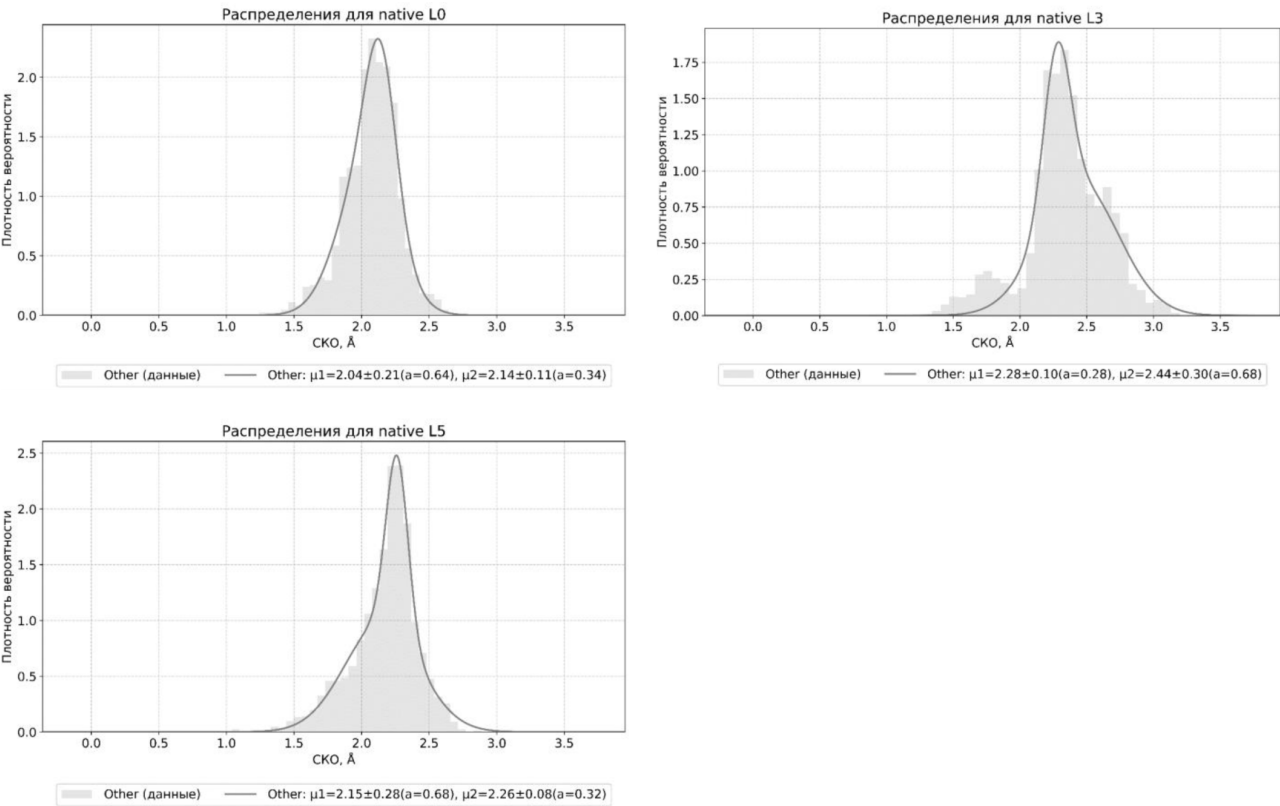 Распределения для native L0
Плотность вероятности
2.0
1.5
1.0
0.5
0.0
0.0 0.5 1.0 1.5 2.0 2.5 3.0 3.5
СКО, Å
Other (данные) Other: μ1=2.04±0.21(a=0.64), μ2=2.14±0.11(a=0.34)
Распределения для native L3
Плотность вероятности
1.75
1.50
1.25
1.00
0.75
0.50
0.25
0.00
0.0 0.5 1.0 1.5 2.0 2.5 3.0 3.5
СКО, Å
Other (данные) Other: μ1=2.28±0.10(a=0.28), μ2=2.44±0.30(a=0.68)
Распределения для native L5
Плотность вероятности
2.5
2.0
1.5
1.0
0.5
0.0
0.0 0.5 1.0 1.5 2.0 2.5 3.0 3.5
СКО, Å
Other (данные) Other: μ1=2.15±0.28(a=0.68), μ2=2.26±0.08(a=0.32)